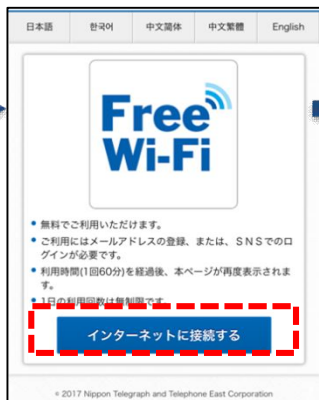 日本語 한국어 中文简体 中文繁體 English
Free
Wi-Fi
• 無料でご利用いただけます。
• ご利用にはメールアドレスの登録、または、SNSでのロ
グインが必要です。
• 利用時間(1回60分)を経過後、本ページが再度表示されま
す。
• 1日の利用回数は無制限です。
インターネットに接続する
© 2017 Nippon Telegraph and Telephone East Corporation